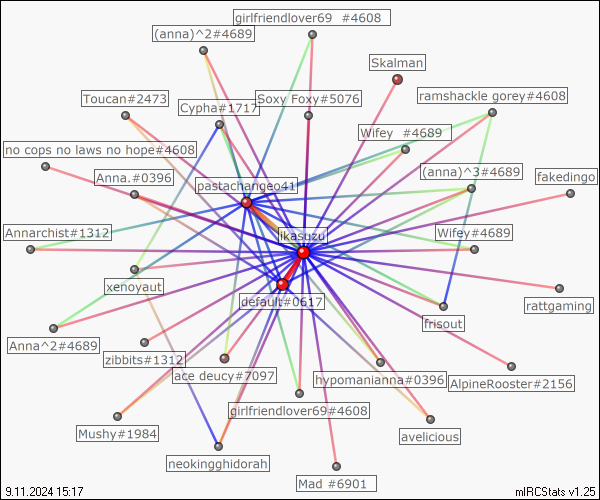 girlfriendlover69 #4608
(anna)^2#4689
Skalman
Toucan#2473
Cypha#1717
Soxy Foxy#5076
ramshackle gorey#4608
Wifey #4689
no cops no laws no hope#4608
Anna.#0396
pastachangeo41
(anna)^3#4689
fakedingo
Annarchist#1312
ikasuzu
Wifey#4689
xenoyaut
default#0617
rattgaming
frisout
Anna^2#4689
zibbits#1312
ace deucy#7097
hypomanianna#0396
AlpineRooster#2156
girlfriendlover69#4608
Mushy#1984
avelicious
neokingghidorah
Mad #6901
9.11.2024 15:17
mIRCStats v1.25